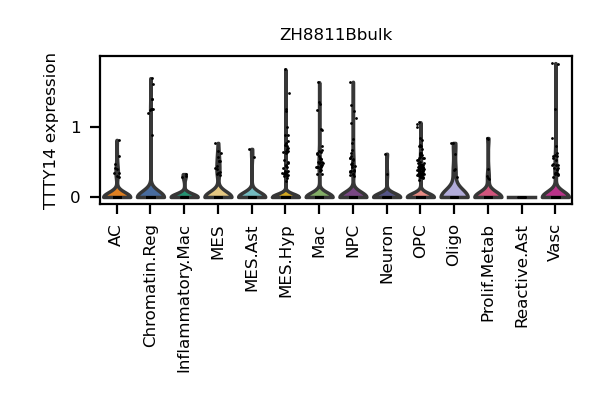 ZH8811Bbulk
TTTY14 expression
1
0
AC
Chromatin.Reg
Inflammatory.Mac
MES
MES.Ast
MES.Hyp
Mac
NPC
Neuron
OPC
Oligo
Prolif.Metab
Reactive.Ast
Vasc